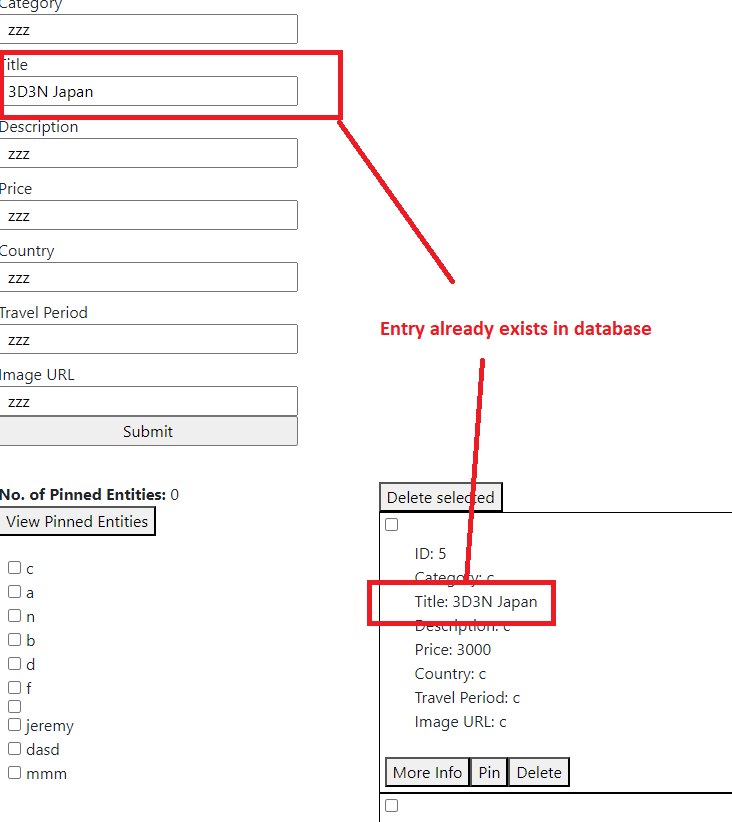 Category
zzz
Title
3D3N Japan
Description
zzz
Price
zzz
Country
zzz
Travel Period
zzz
Image URL
zzz
Submit
Entry already exists in database
No. of Pinned Entities: 0
View Pinned Entities
c
a
n
b
d
f
jeremy
dasd
mmm
Delete selected
ID: 5
Category: c
Title: 3D3N Japan
Description: c
Price: 3000
Country: c
Travel Period: c
Image URL: c
More Info
Pin
Delete